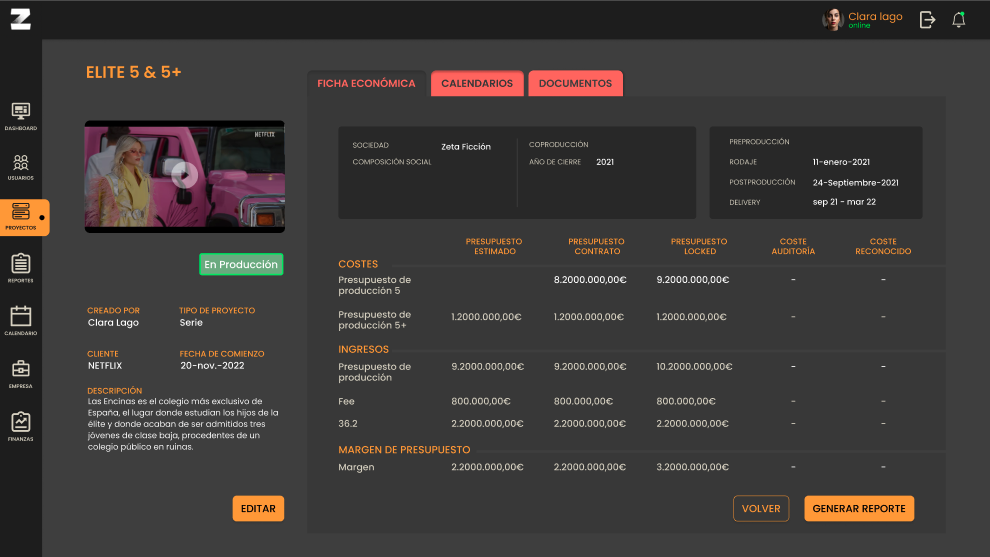 Clara lago
online
DASHBOARD
USUARIOS
PROYECTOS
REPORTES
CALENDARIO
EMPRESA
FINANZAS
ELITE 5 & 5+
NETFLIX
En Producción
CREADO POR TIPO DE PROYECTO
Clara Lago Serie
CLIENTE FECHA DE COMIENZO
NETFLIX 20-nov.-2022
DESCRIPCIÓN
Las Encinas es el colegio más exclusivo de
España, el lugar donde estudian los hijos de la
élite y donde acaban de ser admitidos tres
jóvenes de clase baja, procedentes de un
colegio público en ruinas.
EDITAR
FICHA ECONÓMICA CALENDARIOS DOCUMENTOS
SOCIEDAD Zeta Ficción
COMPOSICIÓN SOCIAL
COPRODUCCIÓN
AÑO DE CIERRE 2021
PREPRODUCCIÓN
RODAJE 11-enero-2021
POSTPRODUCCIÓN 24-Septiembre-2021
DELIVERY sep 21 - mar 22
PRESUPUESTO PRESUPUESTO PRESUPUESTO COSTE COSTE
ESTIMADO CONTRATO LOCKED AUDITORÍA RECONOCIDO
COSTES
Presupuesto de 8.2000.000,00€ 9.2000.000,00€ - -
producción 5
Presupuesto de 1.2000.000,00€ 1.2000.000,00€ 1.2000.000,00€ - -
producción 5+
INGRESOS
Presupuesto de 9.2000.000,00€ 9.2000.000,00€ 10.2000.000,00€ - -
producción
Fee 800.000,00€ 800.000,00€ 800.000,00€ - -
36.2 2.2000.000,00€ 2.2000.000,00€ 2.2000.000,00€ - -
MARGEN DE PRESUPUESTO
Margen 2.2000.000,00€ 2.2000.000,00€ 3.2000.000,00€ - -
VOLVER GENERAR REPORTE